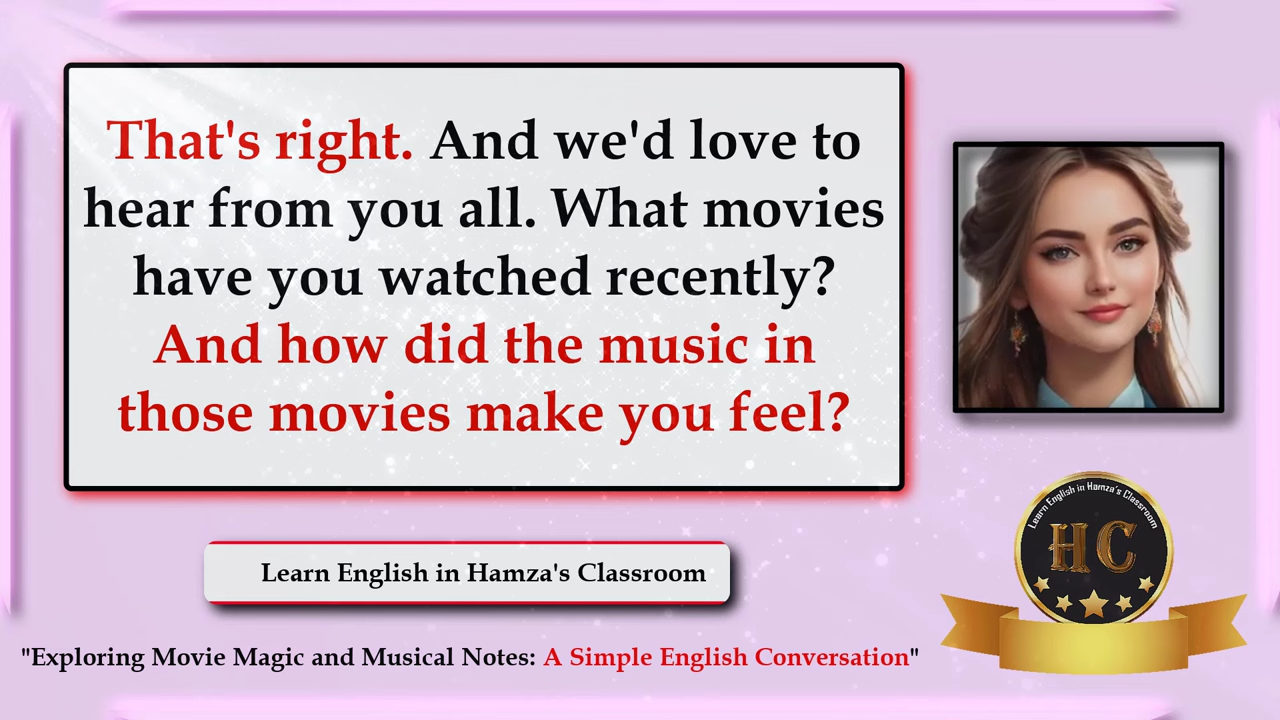 That's right. And we'd love to
hear from you all. What movies
have you watched recently?
And how did the music in
those movies make you feel?
Learn English in Hamza's Classroom
HC
Learn English in Hamza's Classroom
"Exploring Movie Magic and Musical Notes: A Simple English Conversation"